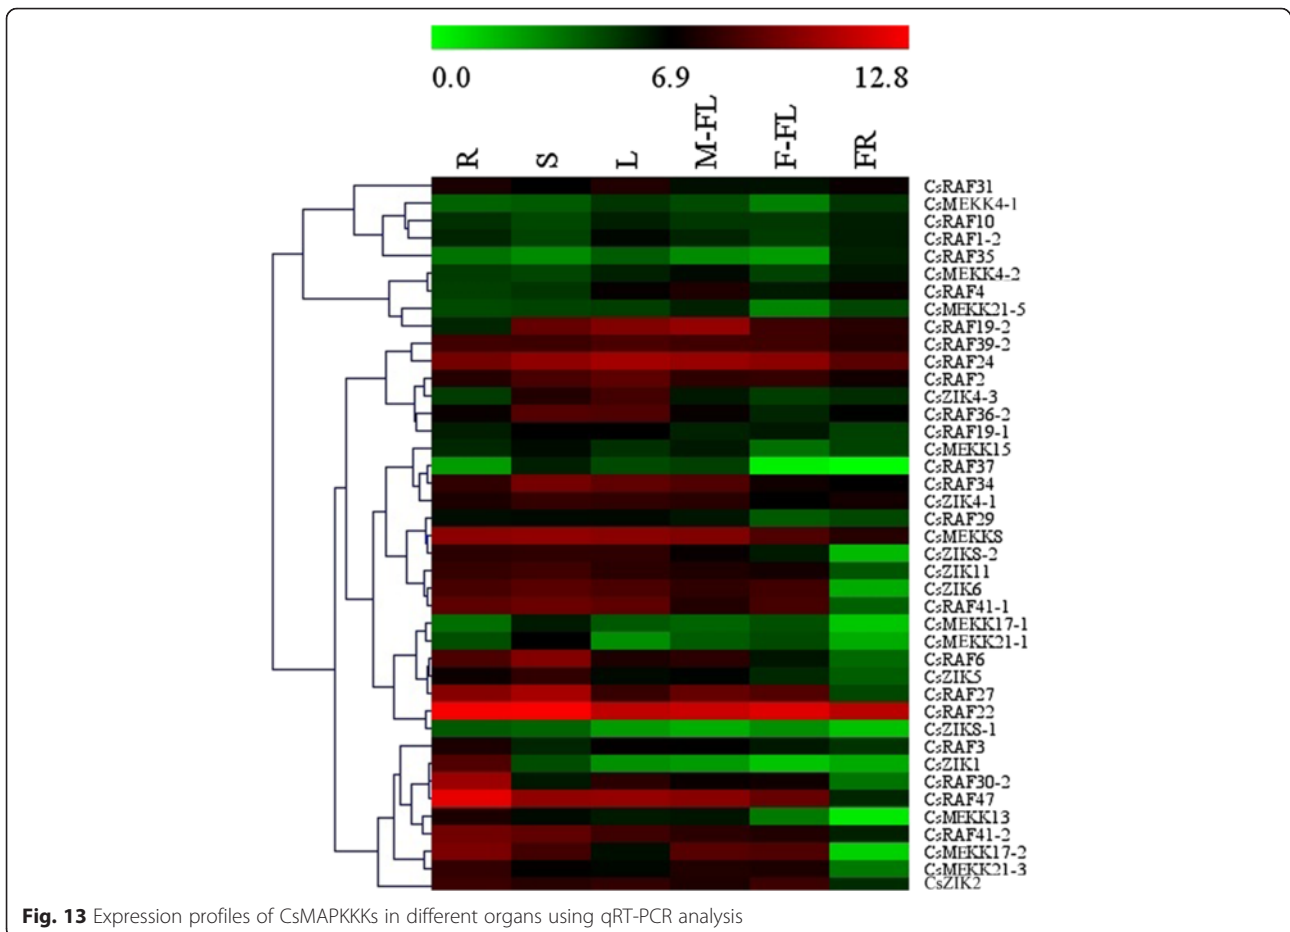 0.0 6.9 12.8
R S L M-FL F-FL FR
CsRAF31
CsMEKK4-1
CsRAF10
CsRAF1-2
CsRAF35
CsMEKK4-2
CsRAF4
CsMEKK21-5
CsRAF19-2
CsRAF39-2
CsRAF24
CsRAF2
CsZIK4-3
CsRAF36-2
CsRAF19-1
CsMEKK15
CsRAF37
CsRAF34
CsZIK4-1
CsRAF29
CsMEKK8
CsZIK8-2
CsZIK11
CsZIK6
CsRAF41-1
CsMEKK17-1
CsMEKK21-1
CsRAF6
CsZIK5
CsRAF27
CsRAF22
CsZIK8-1
CsRAF3
CsZIK1
CsRAF30-2
CsRAF47
CsMEKK13
CsRAF41-2
CsMEKK17-2
CsMEKK21-3
CsZIK2
Fig. 13 Expression profiles of CsMAPKKKs in different organs using qRT-PCR analysis